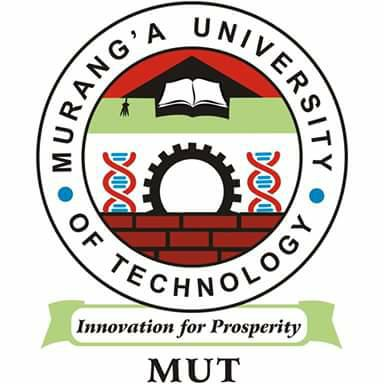 MURANG'A UNIVERSITY
OF TECHNOLOGY
Innovation for Prosperity
MUT